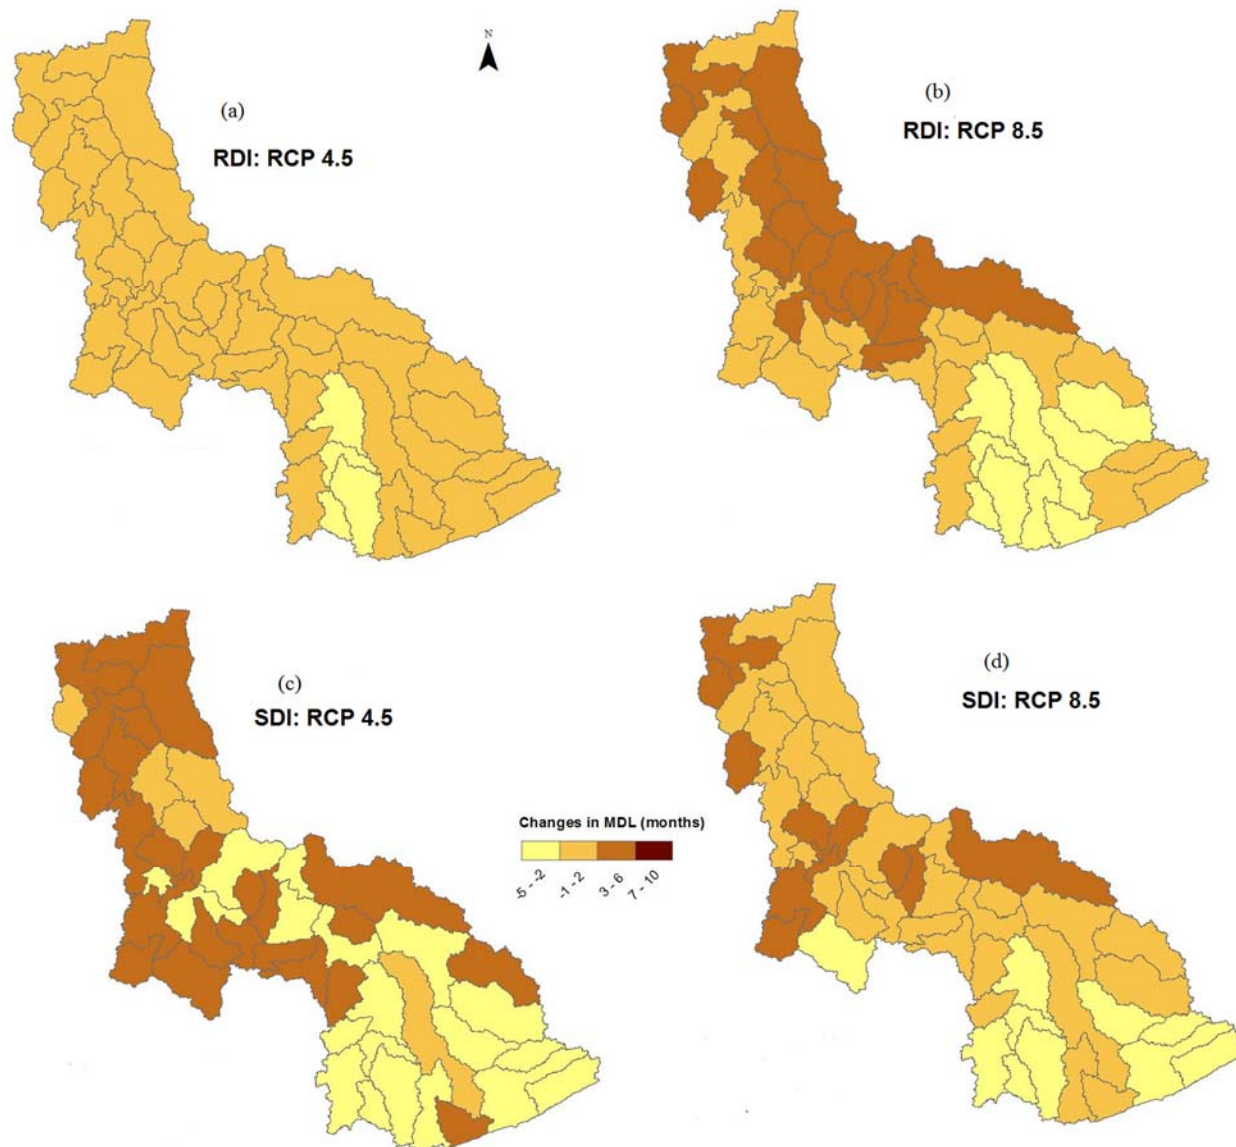 N
(a)
RDI: RCP 4.5
(b)
RDI: RCP 8.5
(c)
SDI: RCP 4.5
(d)
SDI: RCP 8.5
Changes in MDL (months)
-5 - -2
-1 - 2
3 - 6
7 - 10